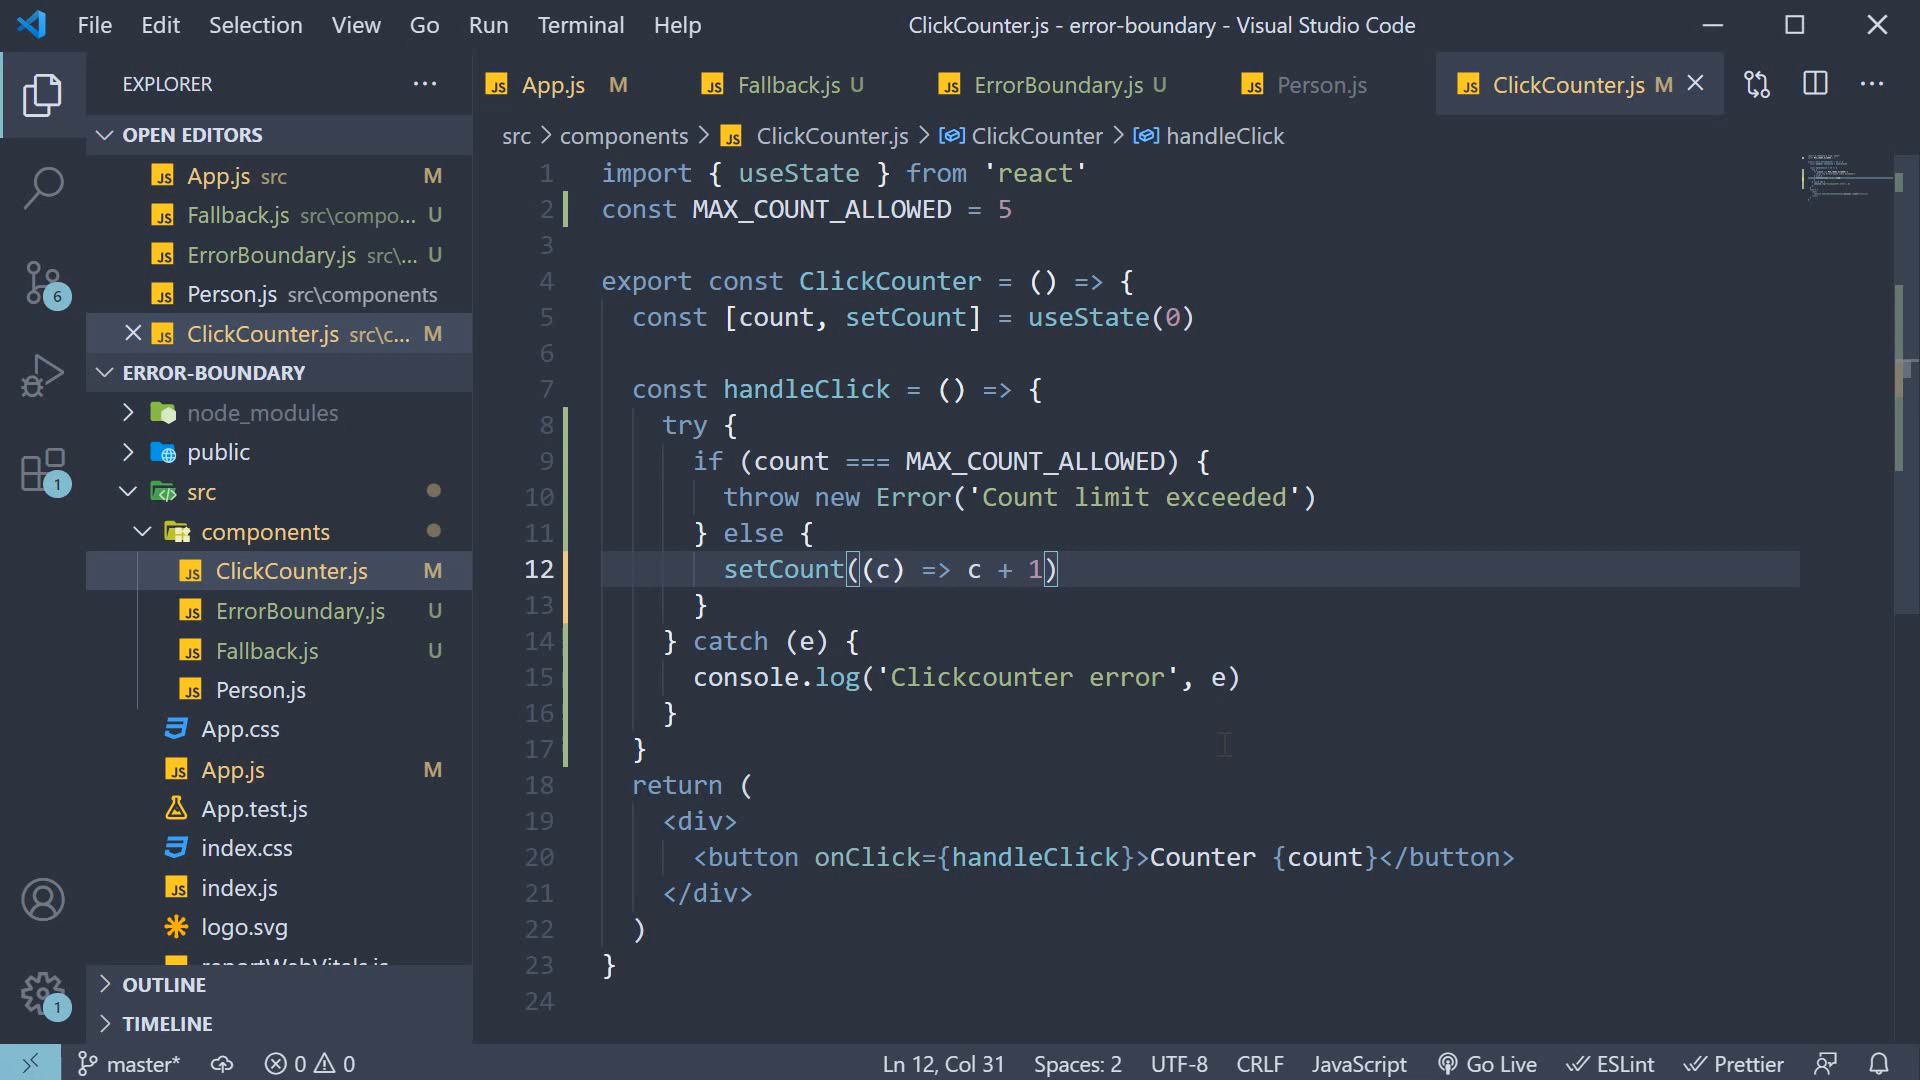 File Edit Selection View Go Run Terminal Help ClickCounter.js - error-boundary - Visual Studio Code
EXPLORER
App.js M Fallback.js U ErrorBoundary.js U Person.js ClickCounter.js M
OPEN EDITORS
App.js src M
Fallback.js src\compo... U
ErrorBoundary.js src\... U
Person.js src\components
ClickCounter.js src\c... M
ERROR-BOUNDARY
node_modules
public
src
components
ClickCounter.js M
ErrorBoundary.js U
Fallback.js U
Person.js
App.css
App.js M
App.test.js
index.css
index.js
logo.svg
reportWebVitals.js
OUTLINE
TIMELINE
6
1
1
src > components > JS ClickCounter.js > ClickCounter > handleClick
1 import { useState } from 'react'
2 const MAX_COUNT_ALLOWED = 5
3
4 export const ClickCounter = () => {
5 const [count, setCount] = useState(0)
6
7 const handleClick = () => {
8 try {
9 if (count === MAX_COUNT_ALLOWED) {
10 throw new Error('Count limit exceeded')
11 } else {
12 setCount((c) => c + 1)
13 }
14 } catch (e) {
15 console.log('Clickcounter error', e)
16 }
17 }
18 return (
19 <div>
20 <button onClick={handleClick}>Counter {count}</button>
21 </div>
22 )
23 }
24
master* 0 0 Ln 12, Col 31 Spaces: 2 UTF-8 CRLF JavaScript Go Live ESLint Prettier